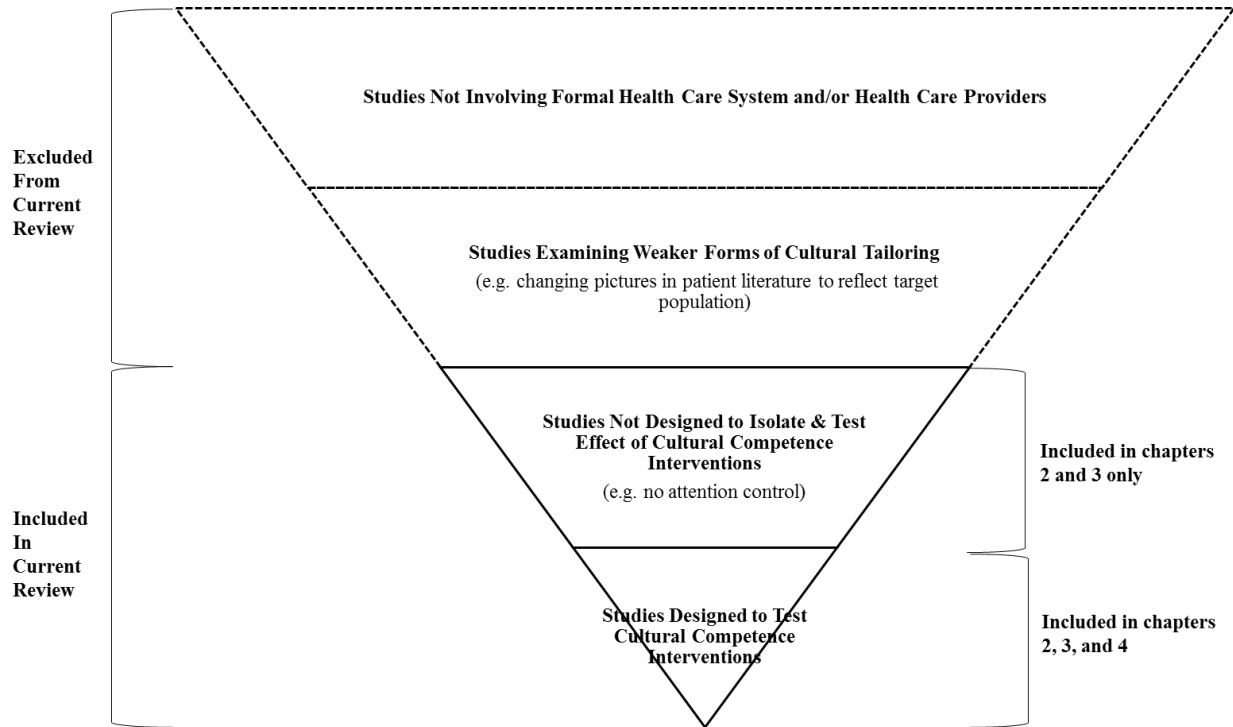 Studies Not Involving Formal Health Care System and/or Health Care Providers
Excluded
From
Current
Review
Studies Examining Weaker Forms of Cultural Tailoring
(e.g. changing pictures in patient literature to reflect target
population)
Studies Not Designed to Isolate & Test
Effect of Cultural Competence
Interventions
(e.g. no attention control)
Included in chapters
2 and 3 only
Included
In
Current
Review
Studies Designed to Test
Cultural Competence
Interventions
Included in chapters
2, 3, and 4